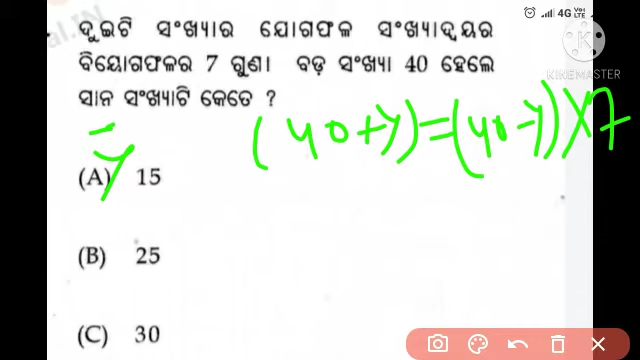 4G
KINEMASTER
ଦୁଇଟି ସଂଖ୍ୟାର ଯୋଗଫଳ ସଂଖ୍ୟାଦ୍ୱୟର
ବିୟୋଗଫଳର 7 ଗୁଣ। ବଡ଼ ସଂଖ୍ୟା 40 ହେଲେ
ସାନ ସଂଖ୍ୟାଟି କେତେ ?
(40+y)=(40-y)×7
y
(A) 15
(B) 25
(C) 30